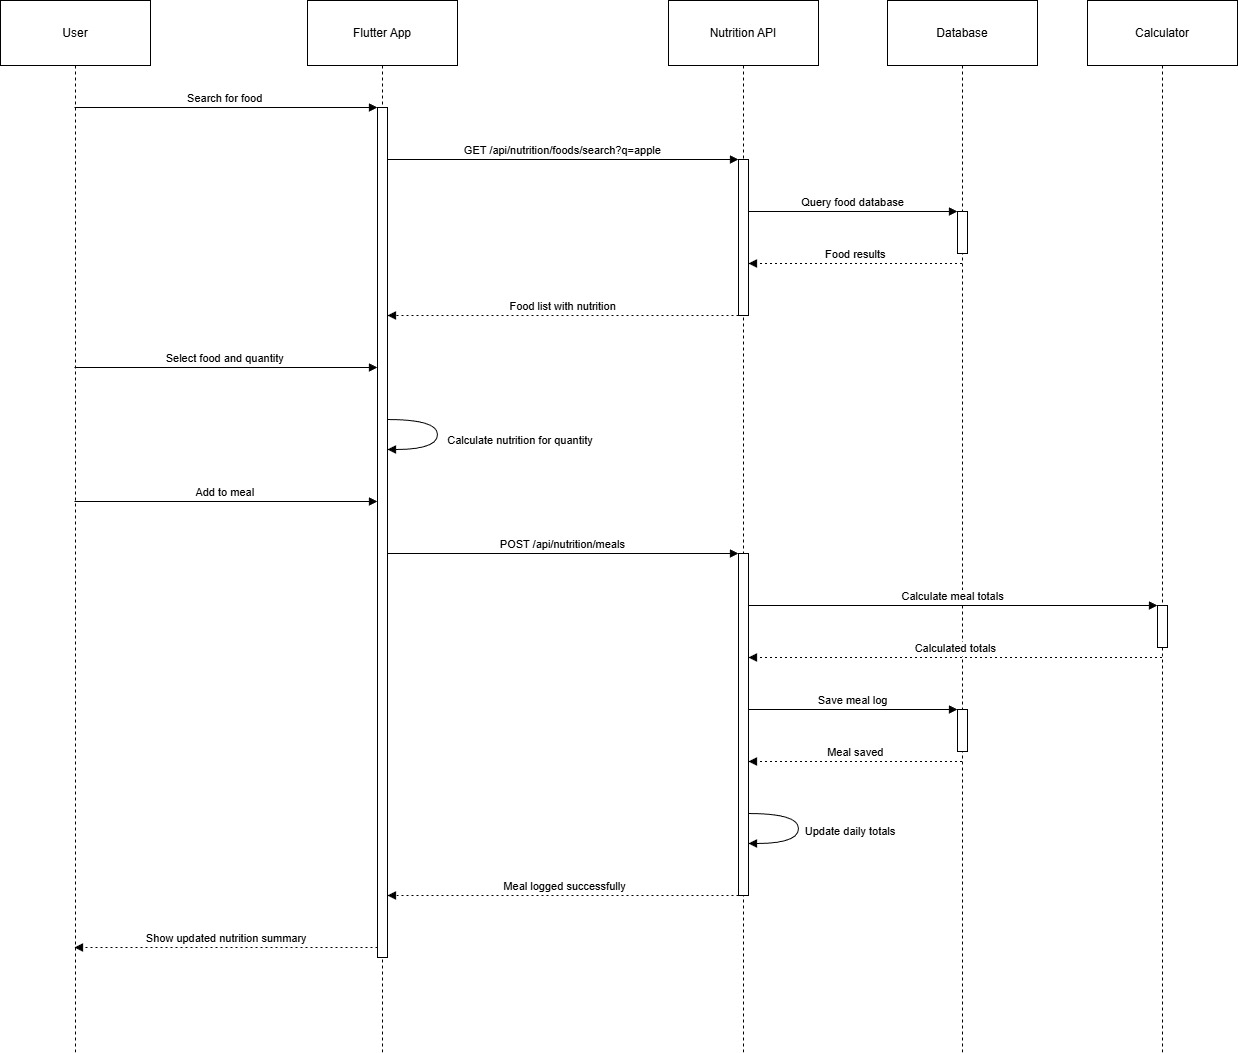 User
Flutter App
Nutrition API
Database
Calculator
Search for food
GET /api/nutrition/foods/search?q=apple
Query food database
Food results
Food list with nutrition
Select food and quantity
Calculate nutrition for quantity
Add to meal
POST /api/nutrition/meals
Calculate meal totals
Calculated totals
Save meal log
Meal saved
Update daily totals
Meal logged successfully
Show updated nutrition summary